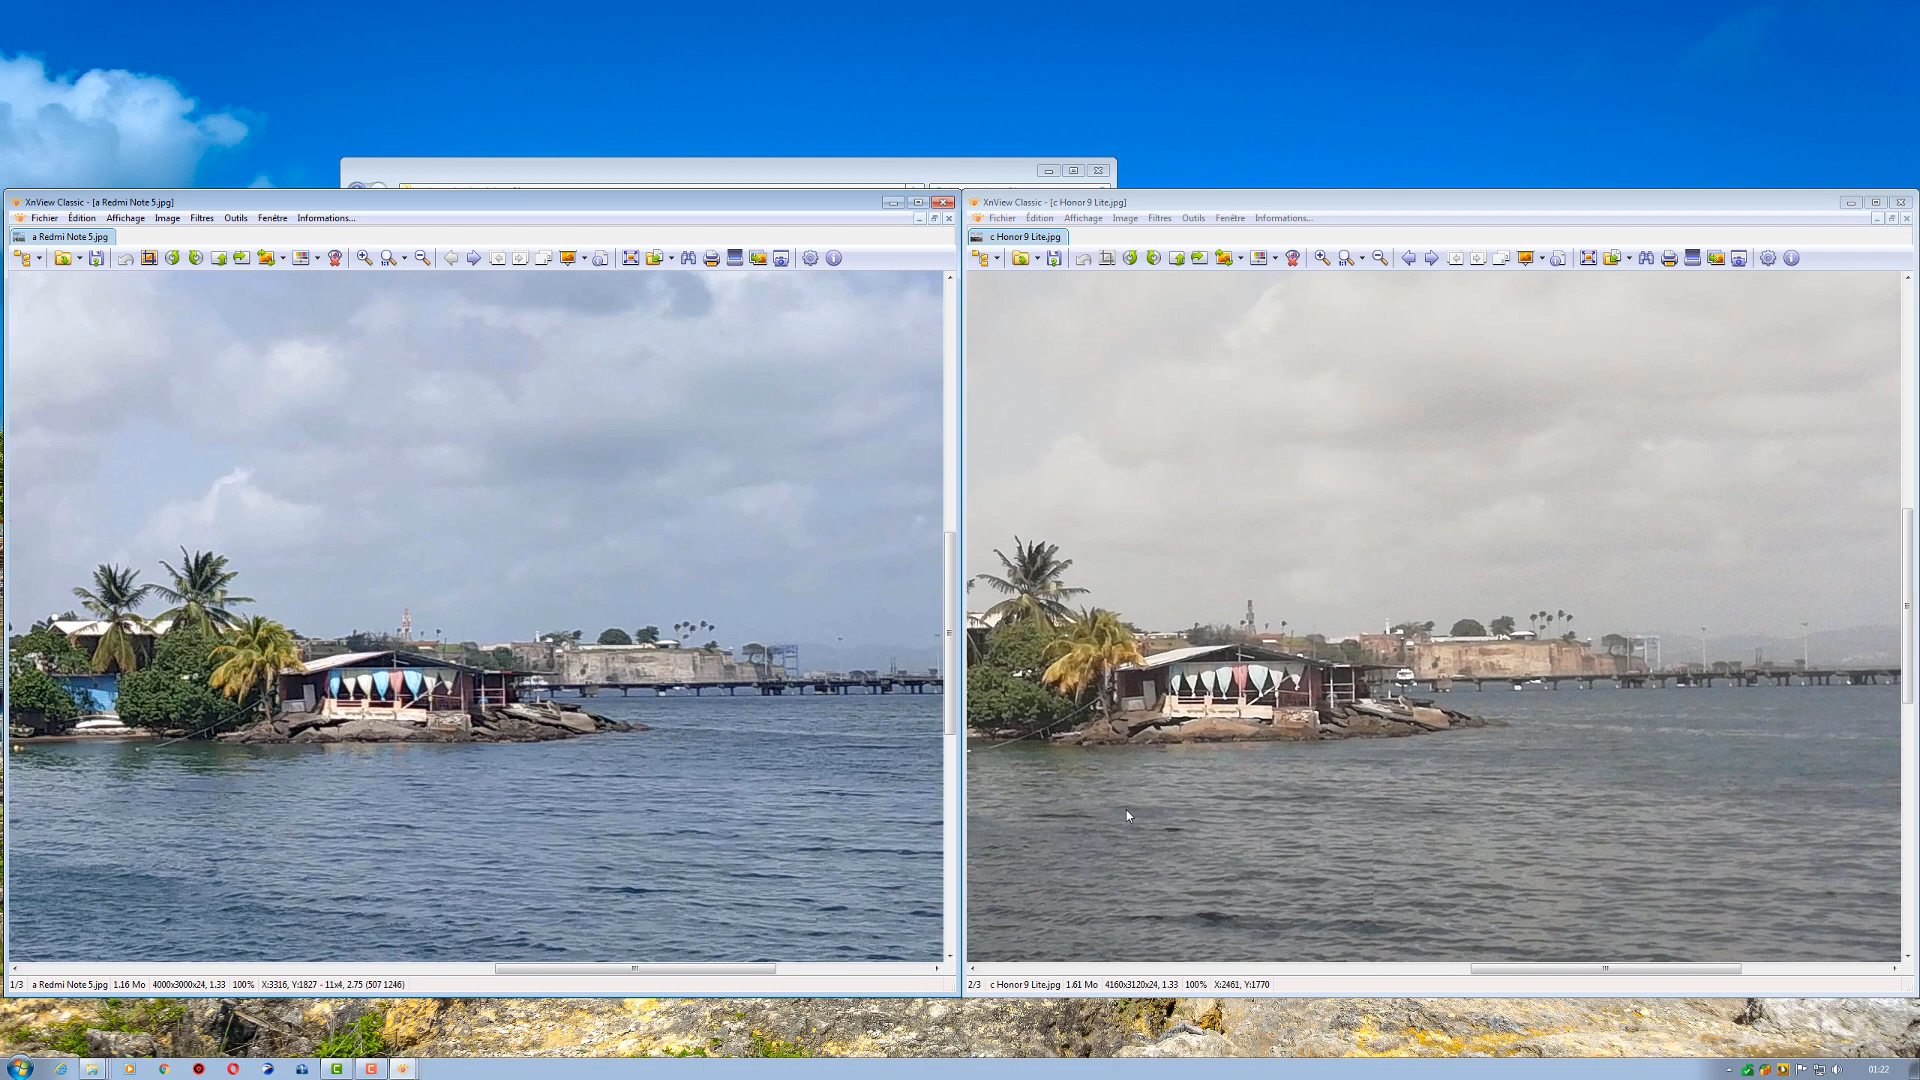 XnView Classic - [a Redmi Note 5.jpg]
Fichier Édition Affichage Image Filtres Outils Fenêtre Informations...
a Redmi Note 5.jpg
1/3 a Redmi Note 5.jpg 1.16 Mo 4000x3000x24, 1.33 100% X:3316, Y:1827 - 11x4, 2.75 (507 1246)
XnView Classic - [c Honor 9 Lite.jpg]
Fichier Édition Affichage Image Filtres Outils Fenêtre Informations...
c Honor 9 Lite.jpg
2/3 c Honor 9 Lite.jpg 1.61 Mo 4160x3120x24, 1.33 100% X:2461, Y:1770
01:22